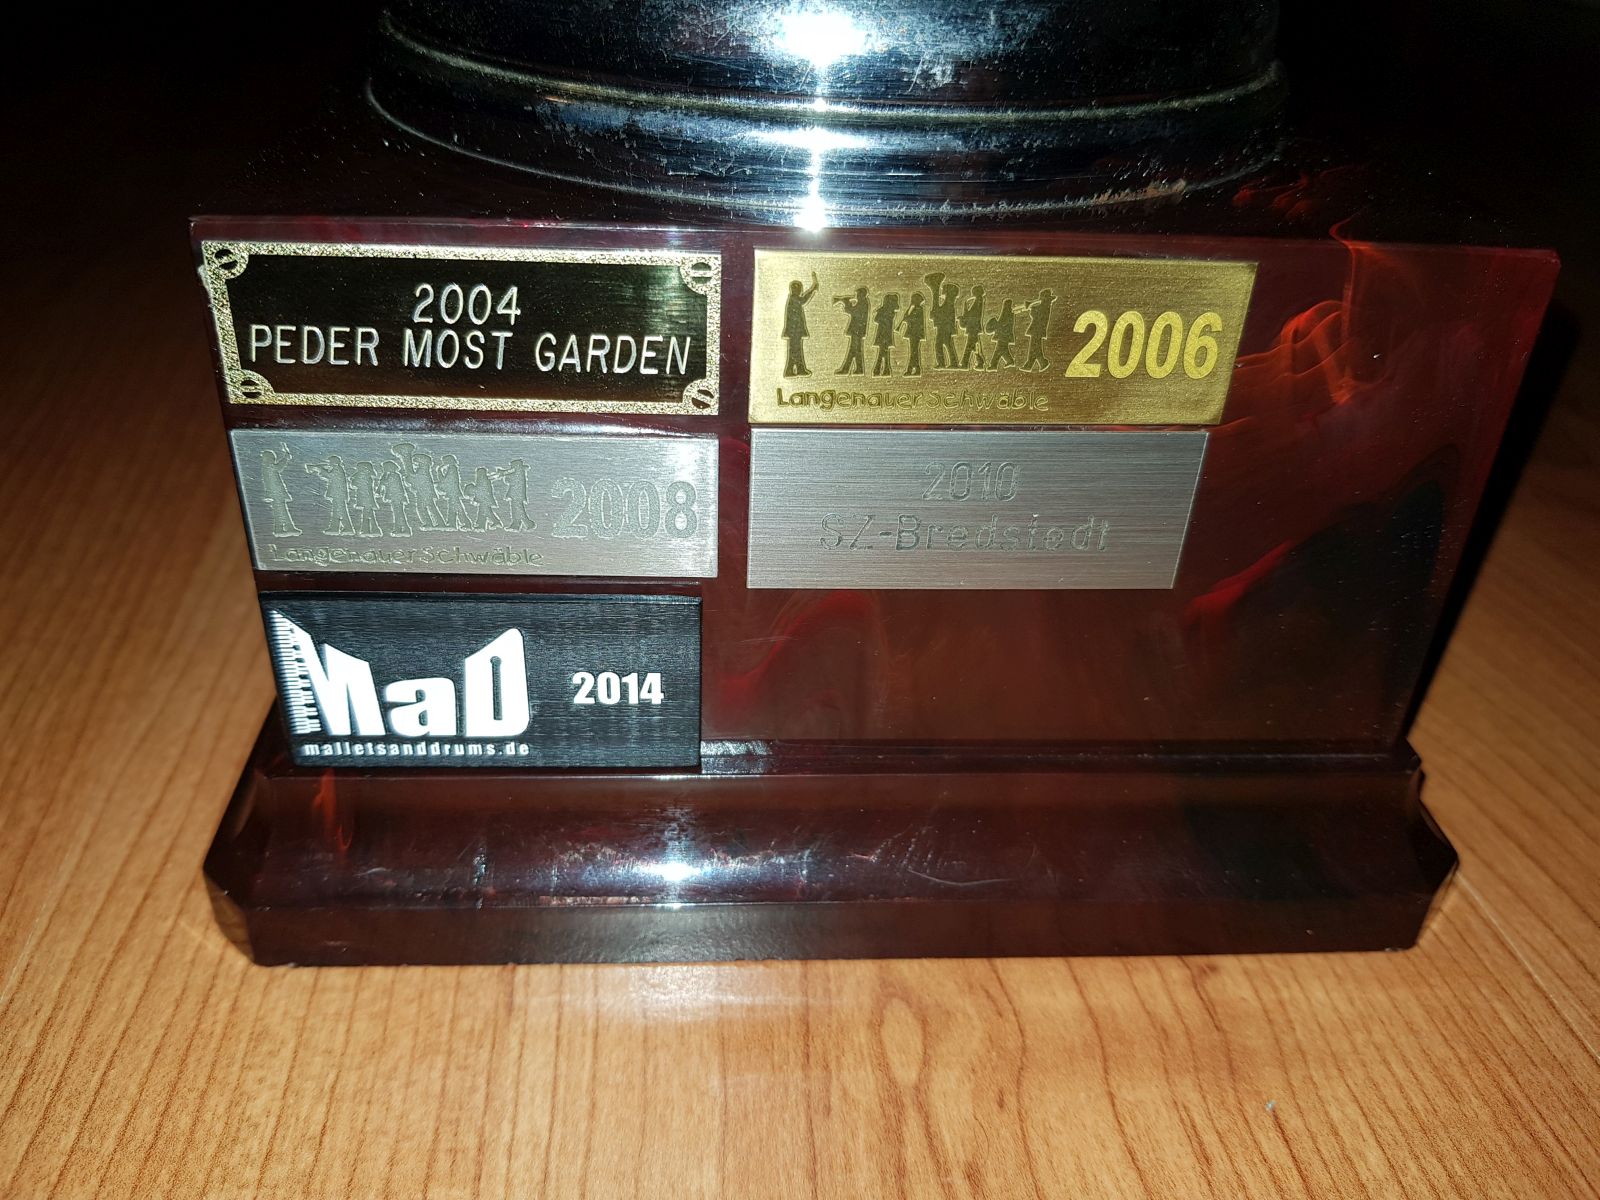 2004
PEDER MOST GARDEN
2006
Langenauer Schwäble
2008
Langenauer Schwäble
2010
SZ-Bredstedt
MaD
2014
malletsanddrums.de